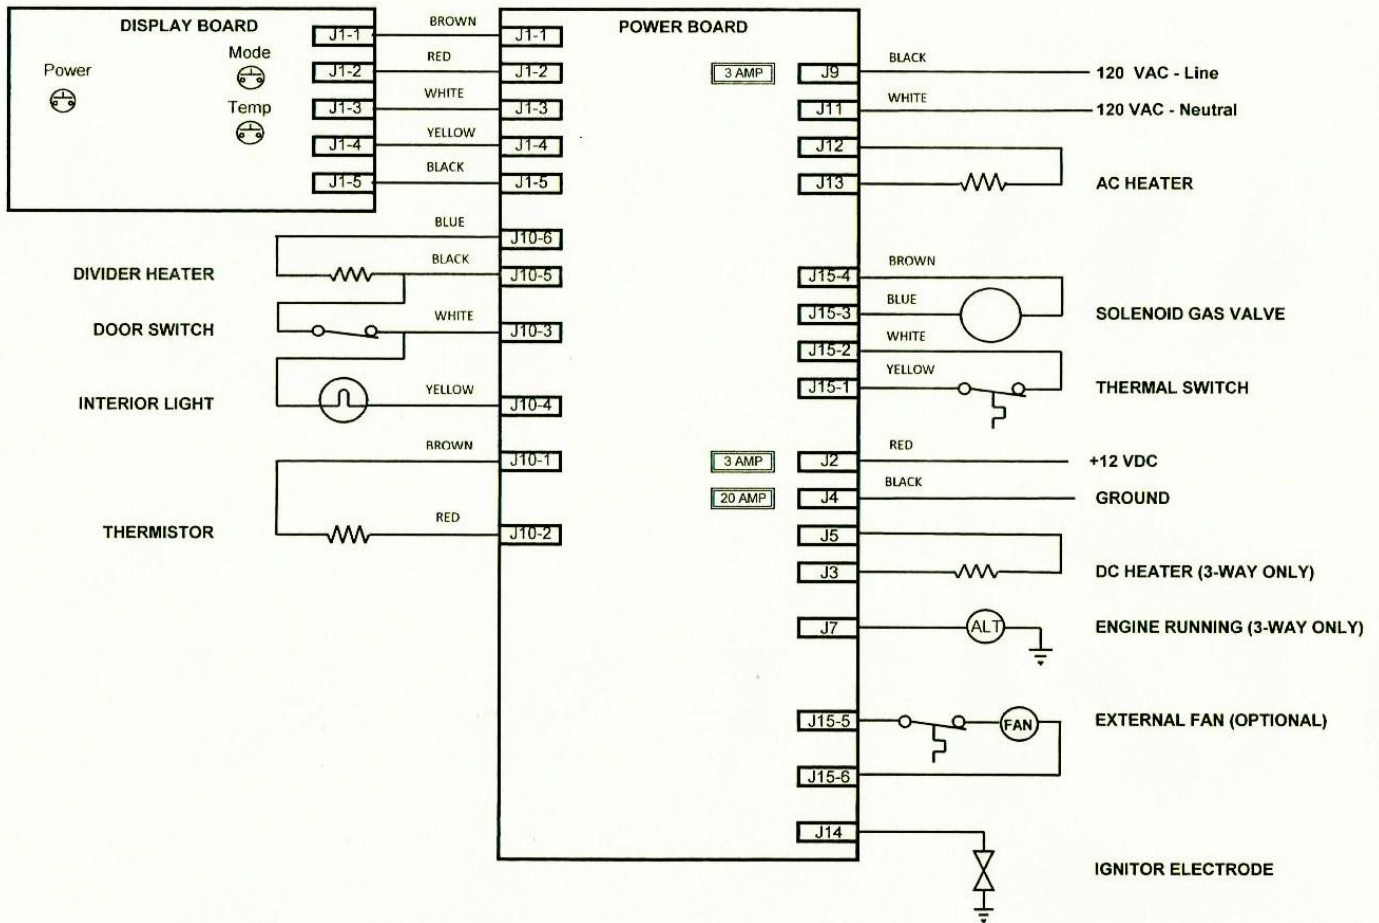 DISPLAY BOARD
Power
Mode
Temp
J1-1
J1-2
J1-3
J1-4
J1-5
BROWN
RED
WHITE
YELLOW
BLACK
POWER BOARD
J1-1
J1-2
J1-3
J1-4
J1-5
BLUE
J10-6
DIVIDER HEATER
BLACK
J10-5
DOOR SWITCH
WHITE
J10-3
INTERIOR LIGHT
YELLOW
J10-4
BROWN
J10-1
THERMISTOR
RED
J10-2
3 AMP
J9
BLACK
120 VAC - Line
J11
WHITE
120 VAC - Neutral
J12
J13
AC HEATER
J15-4
BROWN
J15-3
BLUE
SOLENOID GAS VALVE
J15-2
WHITE
J15-1
YELLOW
THERMAL SWITCH
3 AMP
J2
RED
+12 VDC
20 AMP
J4
BLACK
GROUND
J5
J3
DC HEATER (3-WAY ONLY)
J7
ALT
ENGINE RUNNING (3-WAY ONLY)
J15-5
FAN
EXTERNAL FAN (OPTIONAL)
J15-6
J14
IGNITOR ELECTRODE